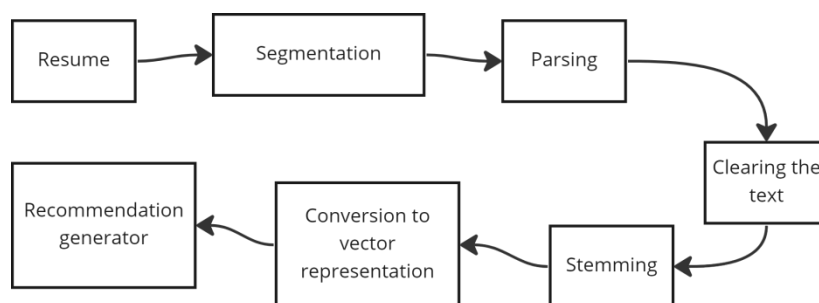 Resume
Segmentation
Parsing
Clearing the
text
Stemming
Conversion to
vector
representation
Recommendation
generator